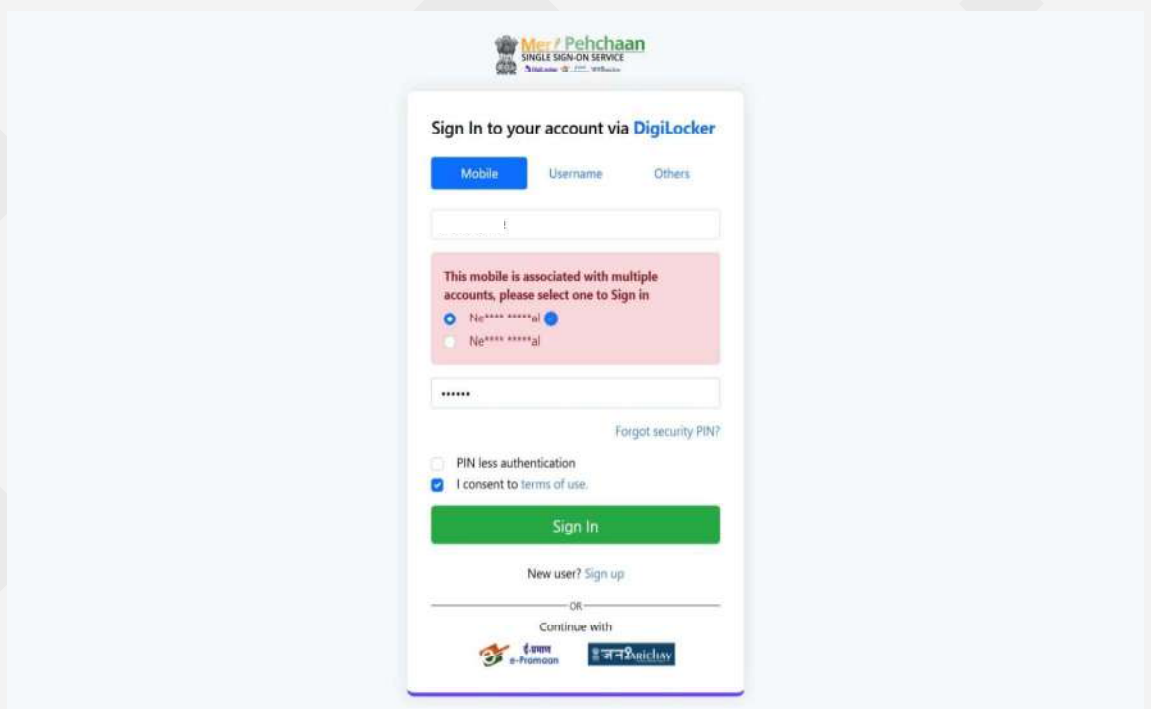 Meri Pehchaan
SINGLE SIGN-ON SERVICE
Sign In to your account via DigiLocker
Mobile Username Others
This mobile is associated with multiple
accounts, please select one to Sign in
Ne**** *****al
Ne**** *****al
••••••
Forgot security PIN?
PIN less authentication
I consent to terms of use.
Sign In
New user? Sign up
OR
Continue with
ई-प्रमाण
e-Pramaan
जन Parichay